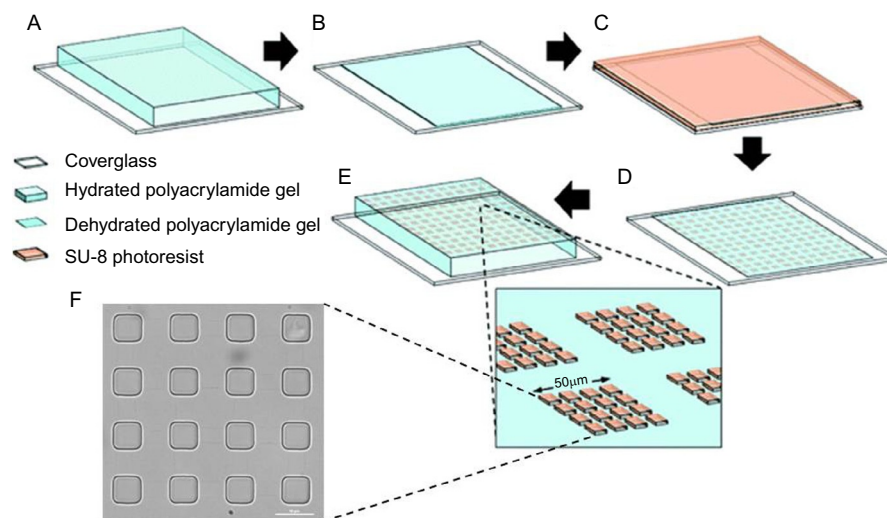 A
B
C
Coverglass
Hydrated polyacrylamide gel
Dehydrated polyacrylamide gel
SU-8 photoresist
E
D
F
50μm